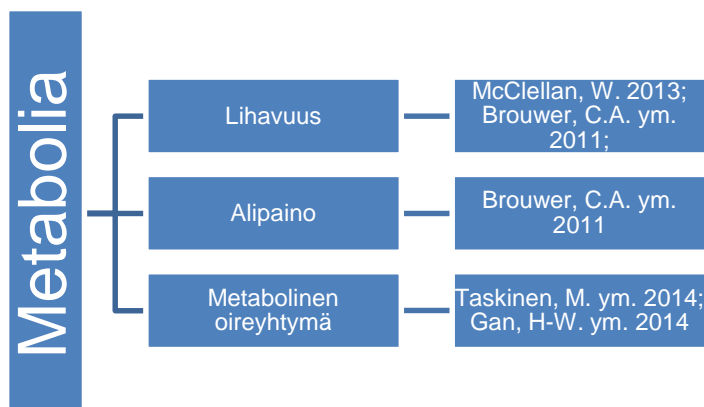 Metabolia
Lihavuus
McClellan, W. 2013;
Brouwer, C.A. ym.
2011;
Alipaino
Brouwer, C.A. ym.
2011
Metabolinen
oireyhtymä
Taskinen, M. ym. 2014;
Gan, H-W. ym. 2014